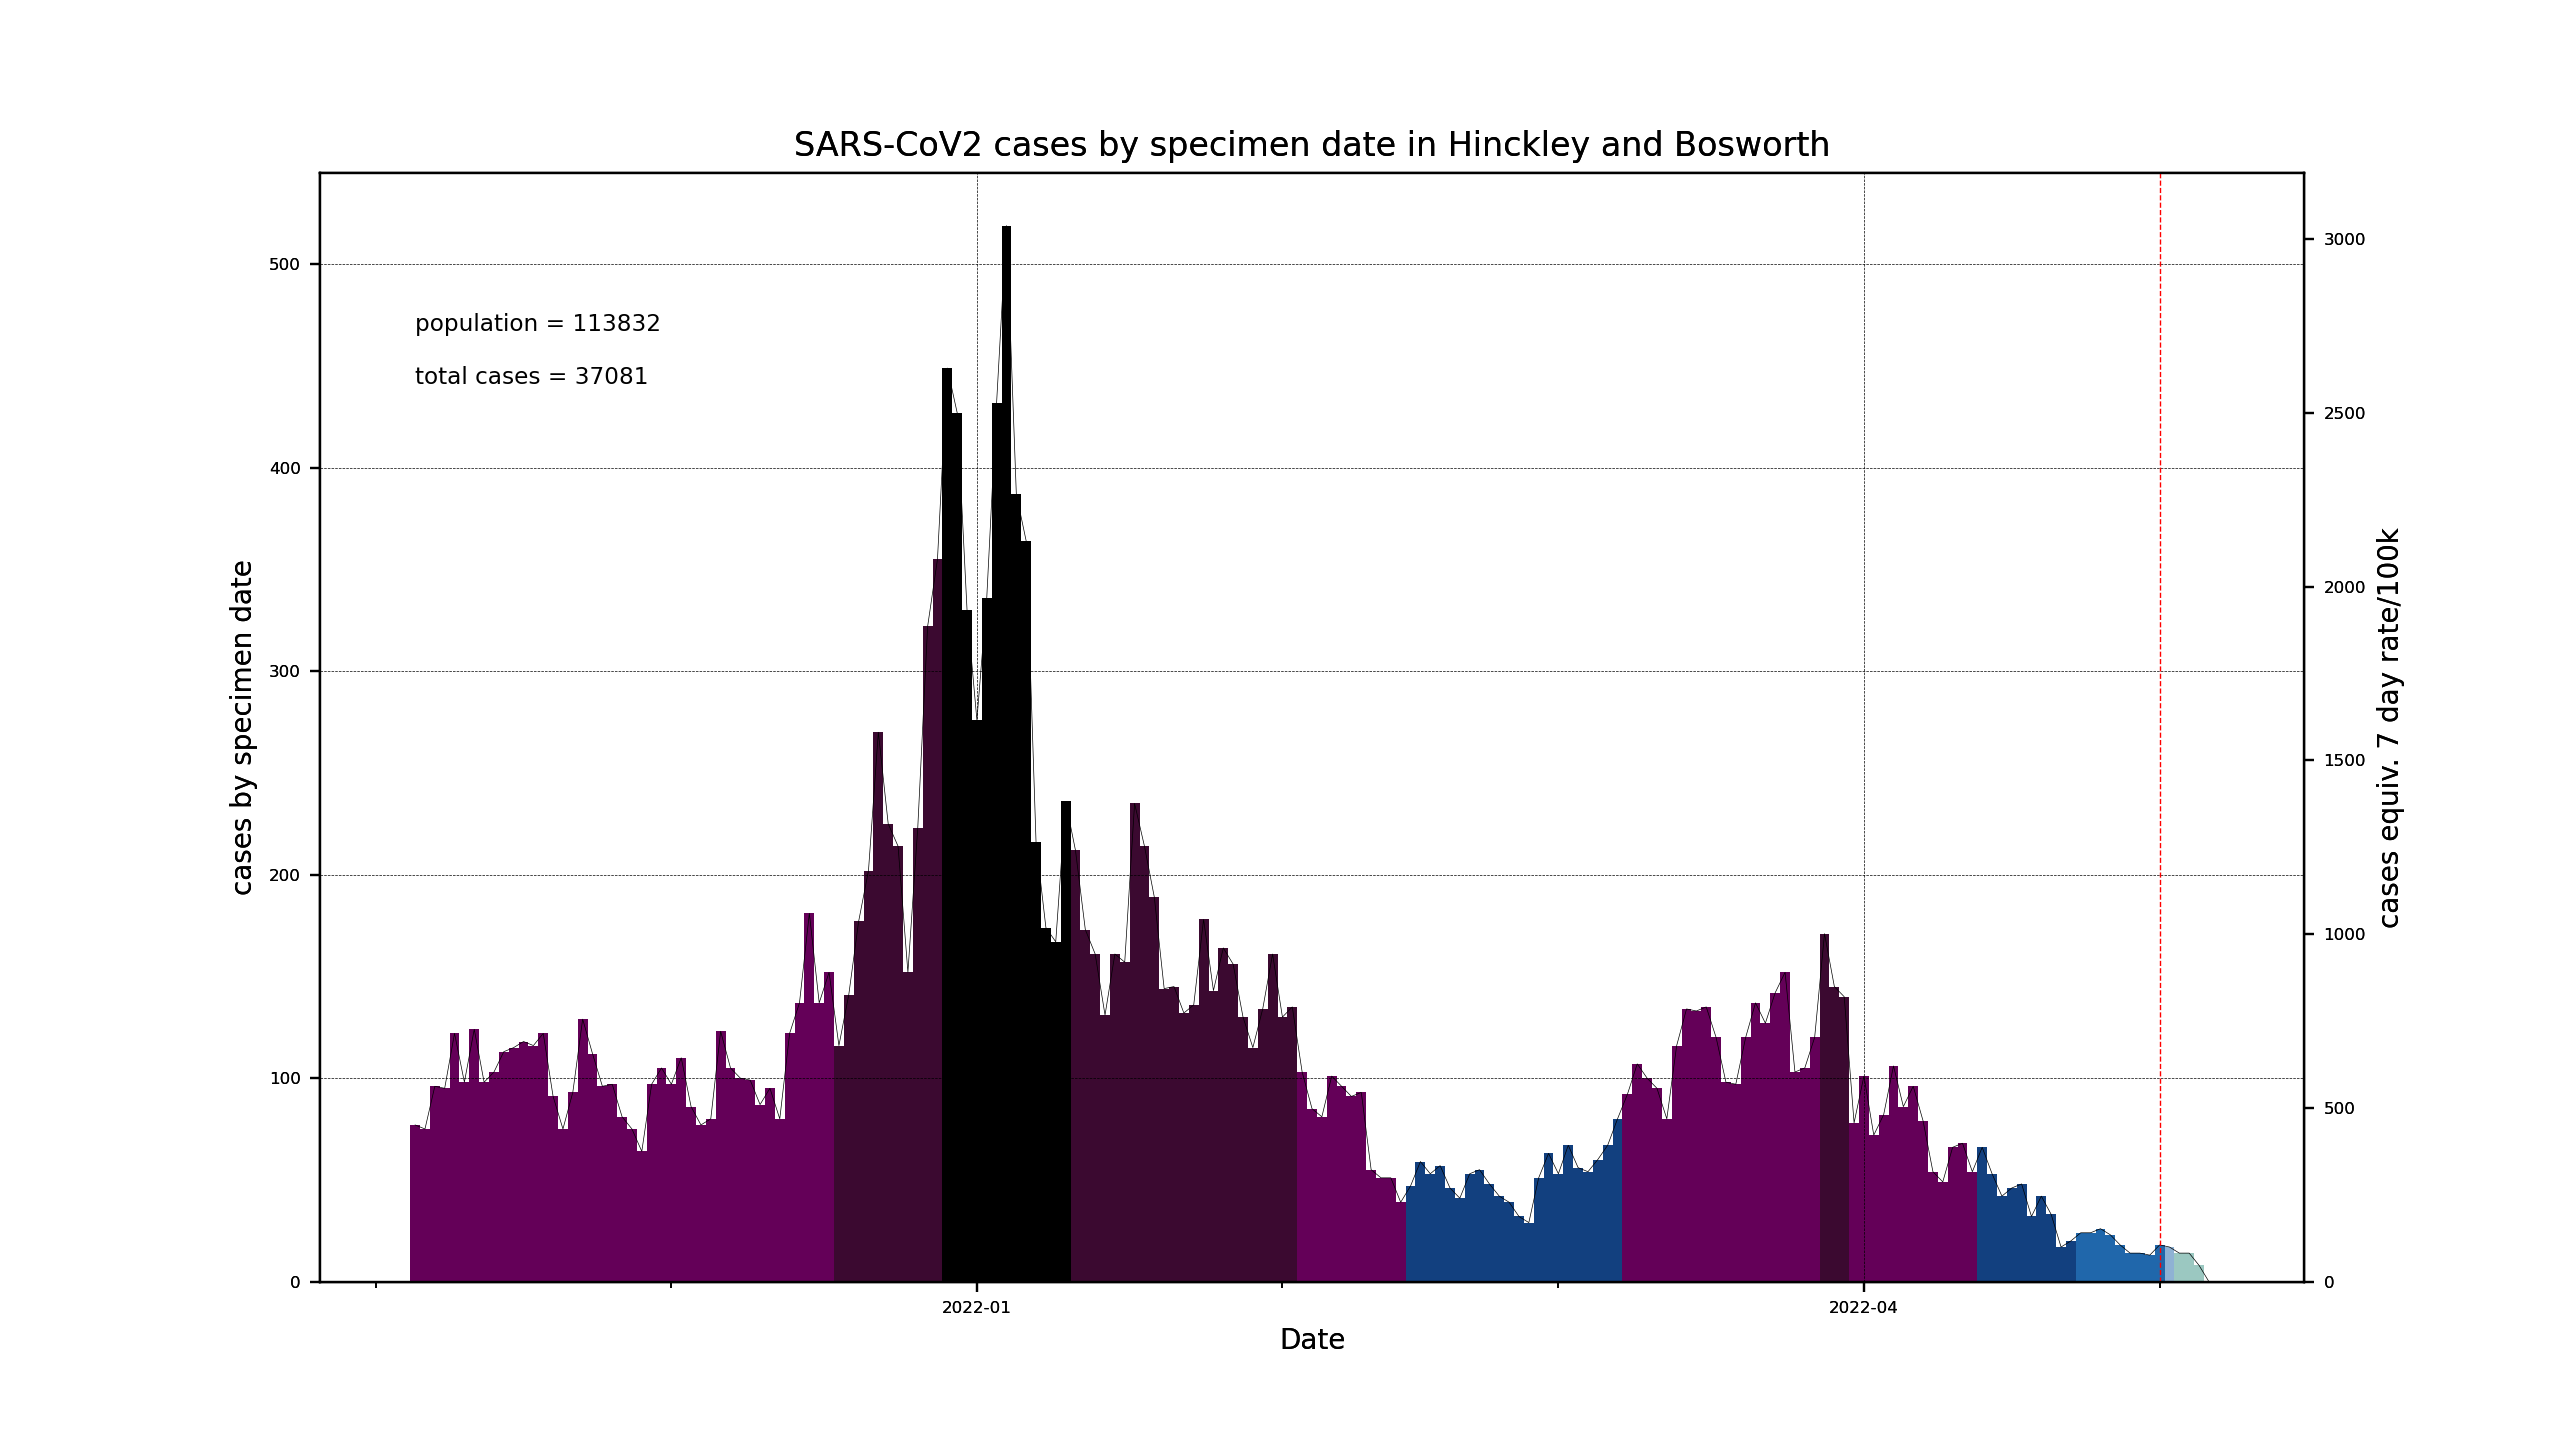 SARS-CoV2 cases by specimen date in Hinckley and Bosworth
population = 113832
total cases = 37081
cases by specimen date
500
400
300
200
100
0
3000
2500
2000
1500
1000
500
0
cases equiv. 7 day rate/100k
2022-01
2022-04
Date